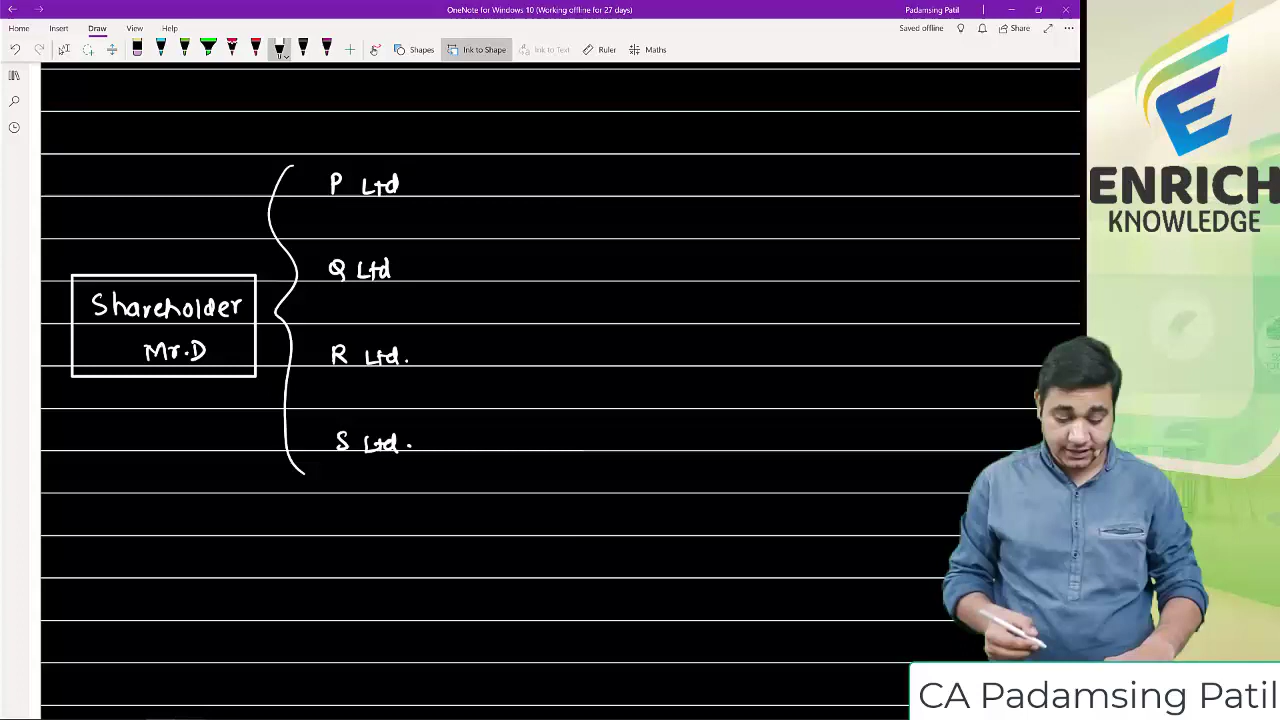 OneNote for Windows 10 (Working offline for 27 days)
Padamsing Patil
Home Insert Draw View Help
Saved offline
Share
Shapes
Ink to Shape
Ink to Text
Ruler
Maths
P Ltd
Q Ltd
Shareholder
Mr.D
R Ltd.
S Ltd.
ENRICH
KNOWLEDGE
CA Padamsing Patil